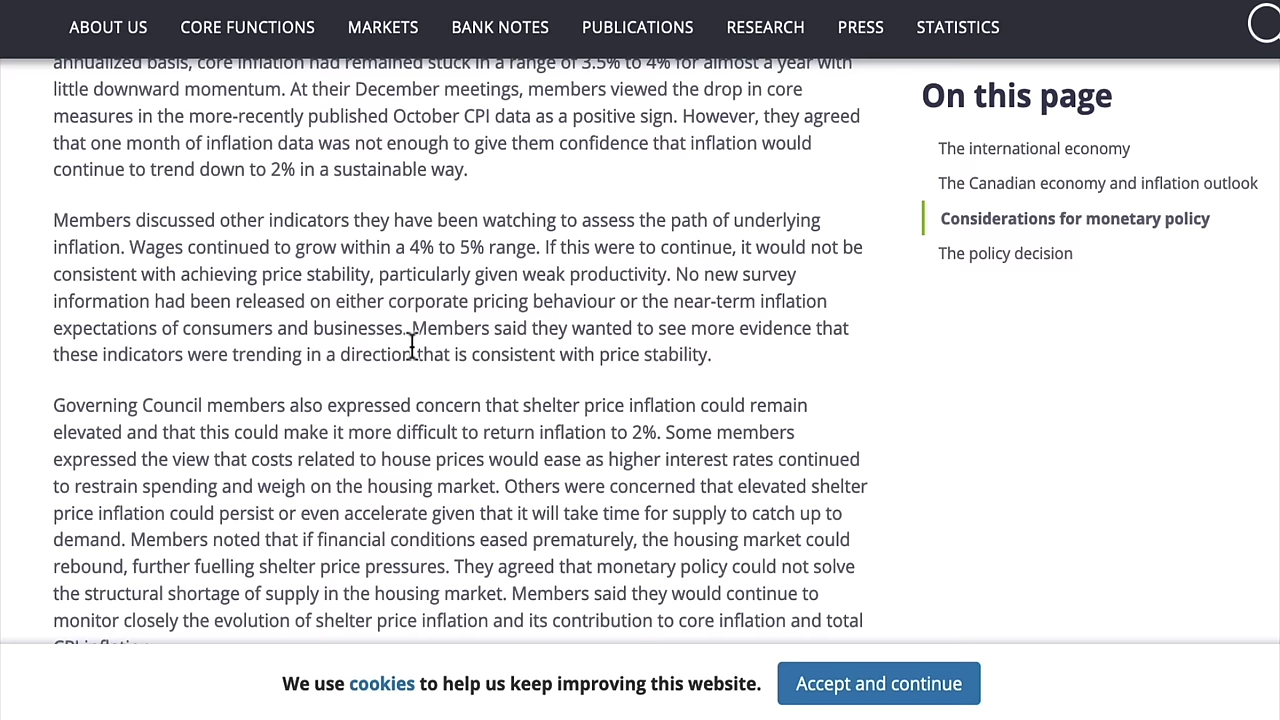 ABOUT US CORE FUNCTIONS MARKETS BANK NOTES PUBLICATIONS RESEARCH PRESS STATISTICS
annualized basis, core inflation had remained stuck in a range of 3.5% to 4% for almost a year with
little downward momentum. At their December meetings, members viewed the drop in core
measures in the more-recently published October CPI data as a positive sign. However, they agreed
that one month of inflation data was not enough to give them confidence that inflation would
continue to trend down to 2% in a sustainable way.
Members discussed other indicators they have been watching to assess the path of underlying
inflation. Wages continued to grow within a 4% to 5% range. If this were to continue, it would not be
consistent with achieving price stability, particularly given weak productivity. No new survey
information had been released on either corporate pricing behaviour or the near-term inflation
expectations of consumers and businesses. Members said they wanted to see more evidence that
these indicators were trending in a direction that is consistent with price stability.
Governing Council members also expressed concern that shelter price inflation could remain
elevated and that this could make it more difficult to return inflation to 2%. Some members
expressed the view that costs related to house prices would ease as higher interest rates continued
to restrain spending and weigh on the housing market. Others were concerned that elevated shelter
price inflation could persist or even accelerate given that it will take time for supply to catch up to
demand. Members noted that if financial conditions eased prematurely, the housing market could
rebound, further fuelling shelter price pressures. They agreed that monetary policy could not solve
the structural shortage of supply in the housing market. Members said they would continue to
monitor closely the evolution of shelter price inflation and its contribution to core inflation and total
CPI inflation.
On this page
The international economy
The Canadian economy and inflation outlook
Considerations for monetary policy
The policy decision
We use cookies to help us keep improving this website. Accept and continue